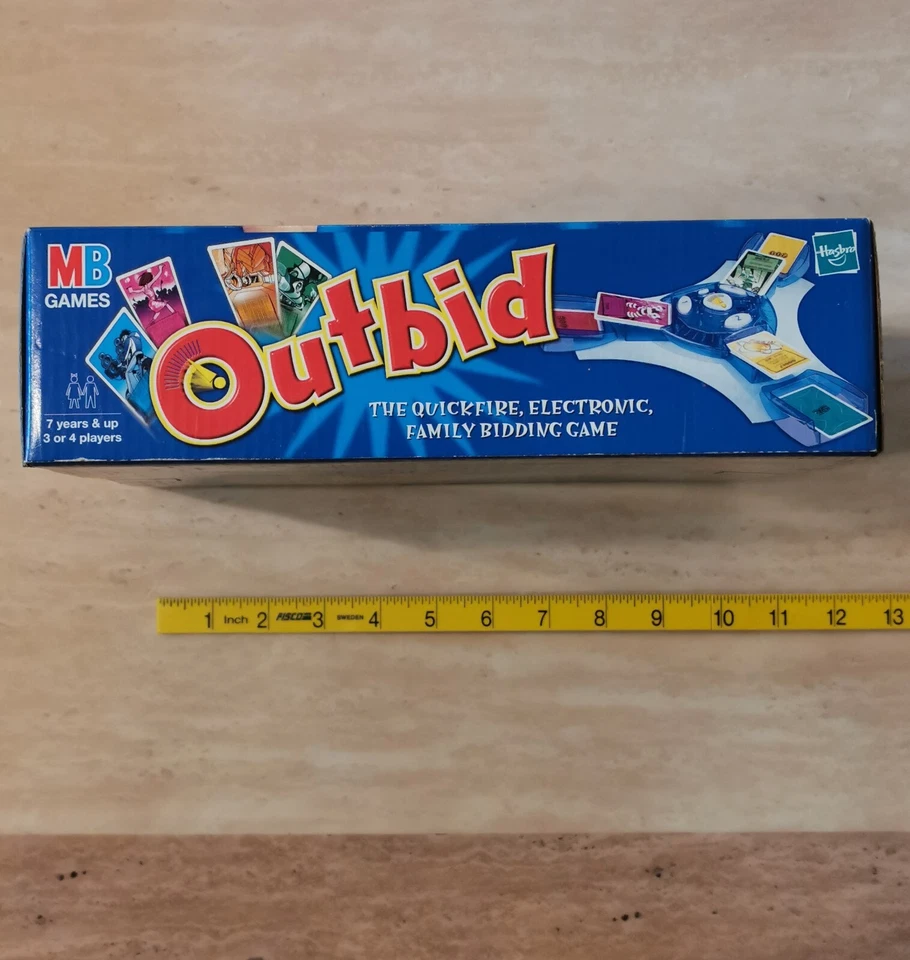 MB
GAMES
Outbid
Hasbro
THE QUICKFIRE, ELECTRONIC,
FAMILY BIDDING GAME
7 years & up
3 or 4 players
1 Inch 2 FISCO 3 SWEDEN 4 5 6 7 8 9 10 11 12 13